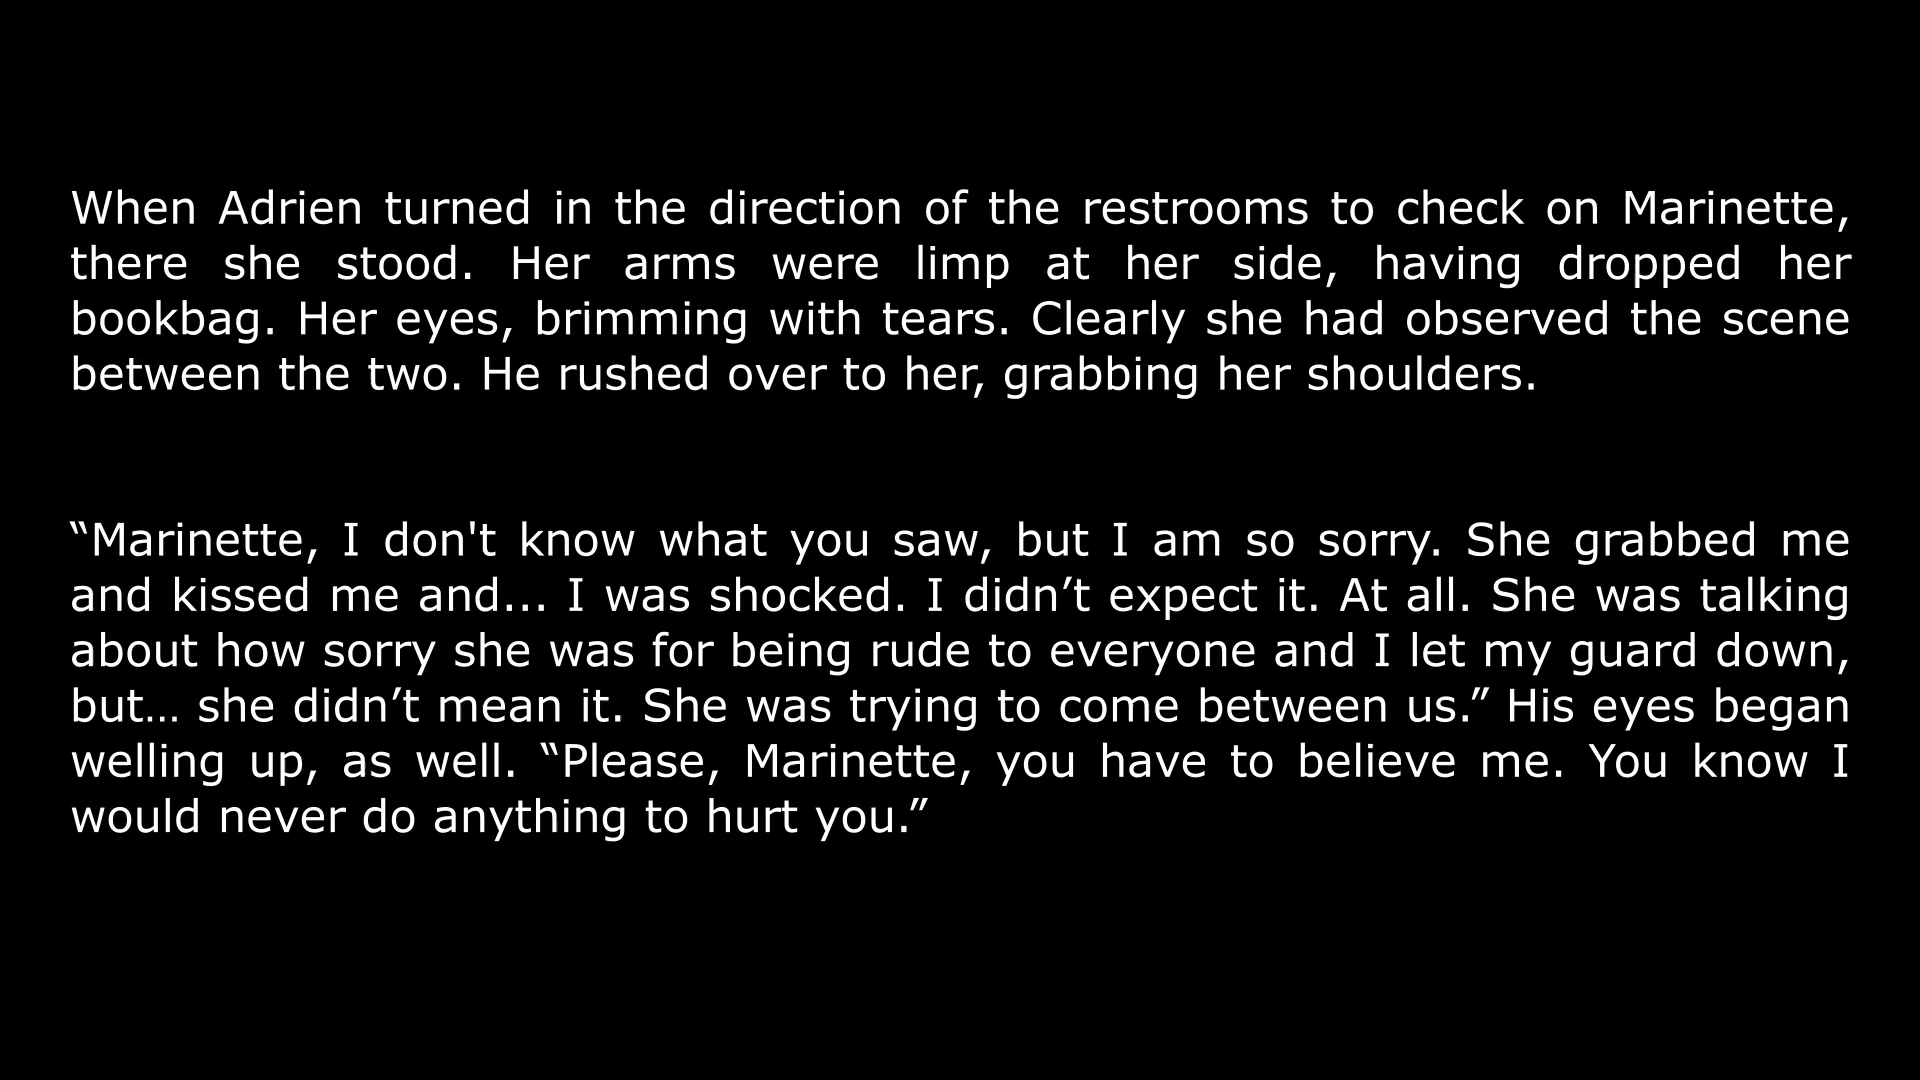 When Adrien turned in the direction of the restrooms to check on Marinette,
there she stood. Her arms were limp at her side, having dropped her
bookbag. Her eyes, brimming with tears. Clearly she had observed the scene
between the two. He rushed over to her, grabbing her shoulders.
“Marinette, I don't know what you saw, but I am so sorry. She grabbed me
and kissed me and... I was shocked. I didn’t expect it. At all. She was talking
about how sorry she was for being rude to everyone and I let my guard down,
but… she didn’t mean it. She was trying to come between us.” His eyes began
welling up, as well. “Please, Marinette, you have to believe me. You know I
would never do anything to hurt you.”